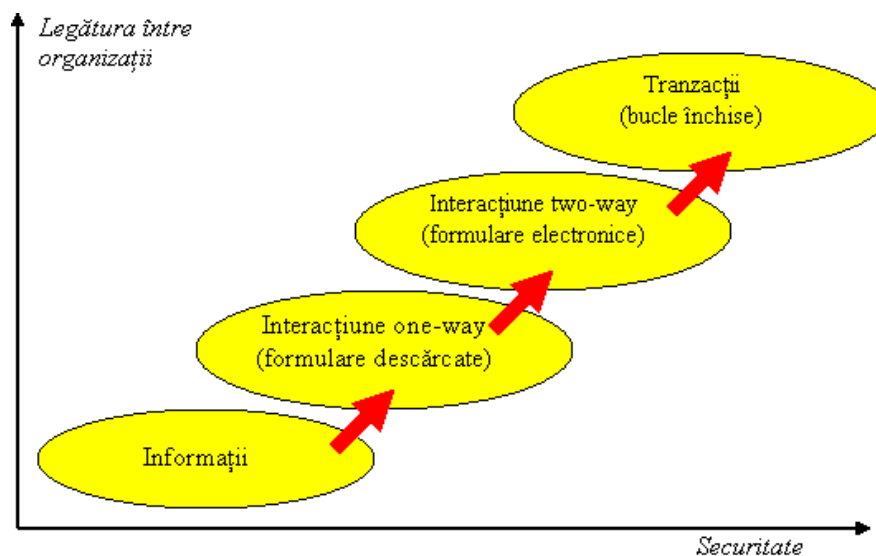 Legătura între
organizații
Tranzacții
(bucle închise)
Interacțiune two-way
(formulare electronice)
Interacțiune one-way
(formulare descărcate)
Informații
Securitate